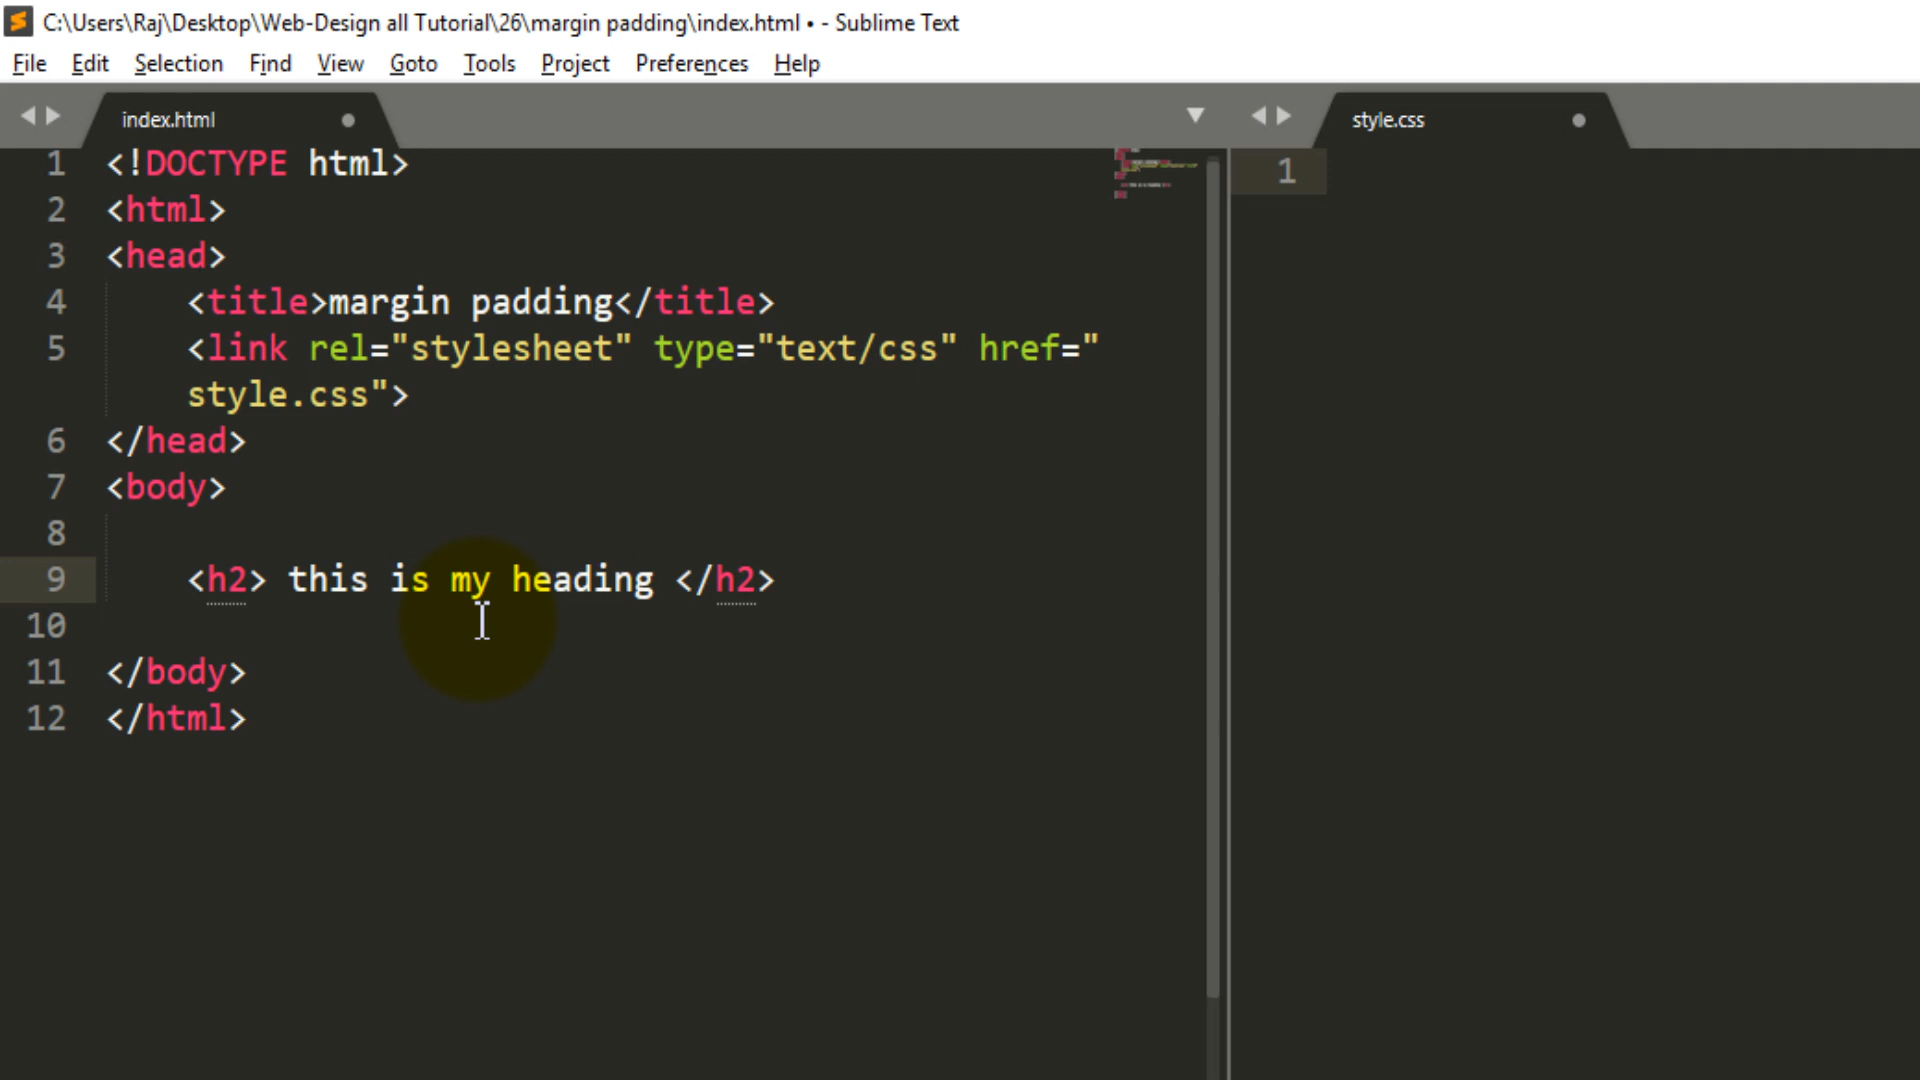 C:\Users\Raj\Desktop\Web-Design all Tutorial\26\margin padding\index.html • - Sublime Text
File Edit Selection Find View Goto Tools Project Preferences Help
index.html
style.css
1 <!DOCTYPE html>
2 <html>
3 <head>
4 <title>margin padding</title>
5 <link rel="stylesheet" type="text/css" href="
style.css">
6 </head>
7 <body>
8
9 <h2> this is my heading </h2>
10
11 </body>
12 </html>
1